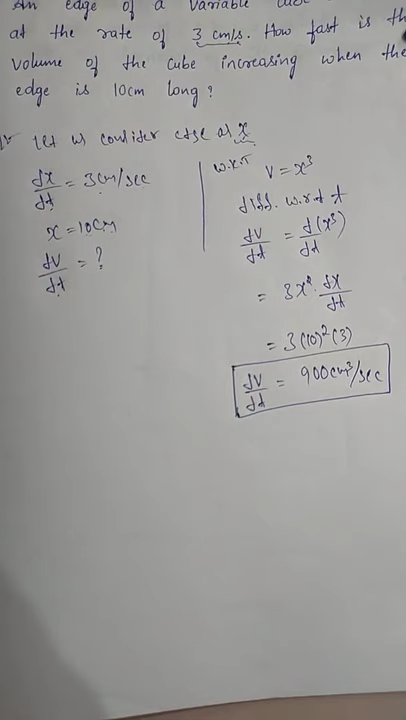 An edge of a variable cube
at the rate of 3 cm/s. How fast is the
volume of the cube increasing when the
edge is 10cm long?
Let us consider edge as x
dx/dt = 3cm/sec
x = 10cm
dV/dt = ?
W.K.T V = x³
diff. w.r.t t
dV/dt = d(x³)/dt
= 3x². dx/dt
= 3(10)²(3)
dV/dt = 900cm³/sec